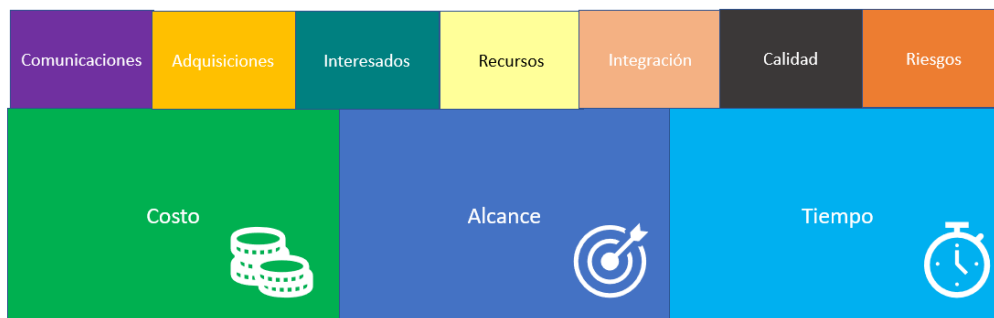 Comunicaciones
Adquisiciones
Interesados
Recursos
Integración
Calidad
Riesgos
Costo
Alcance
Tiempo